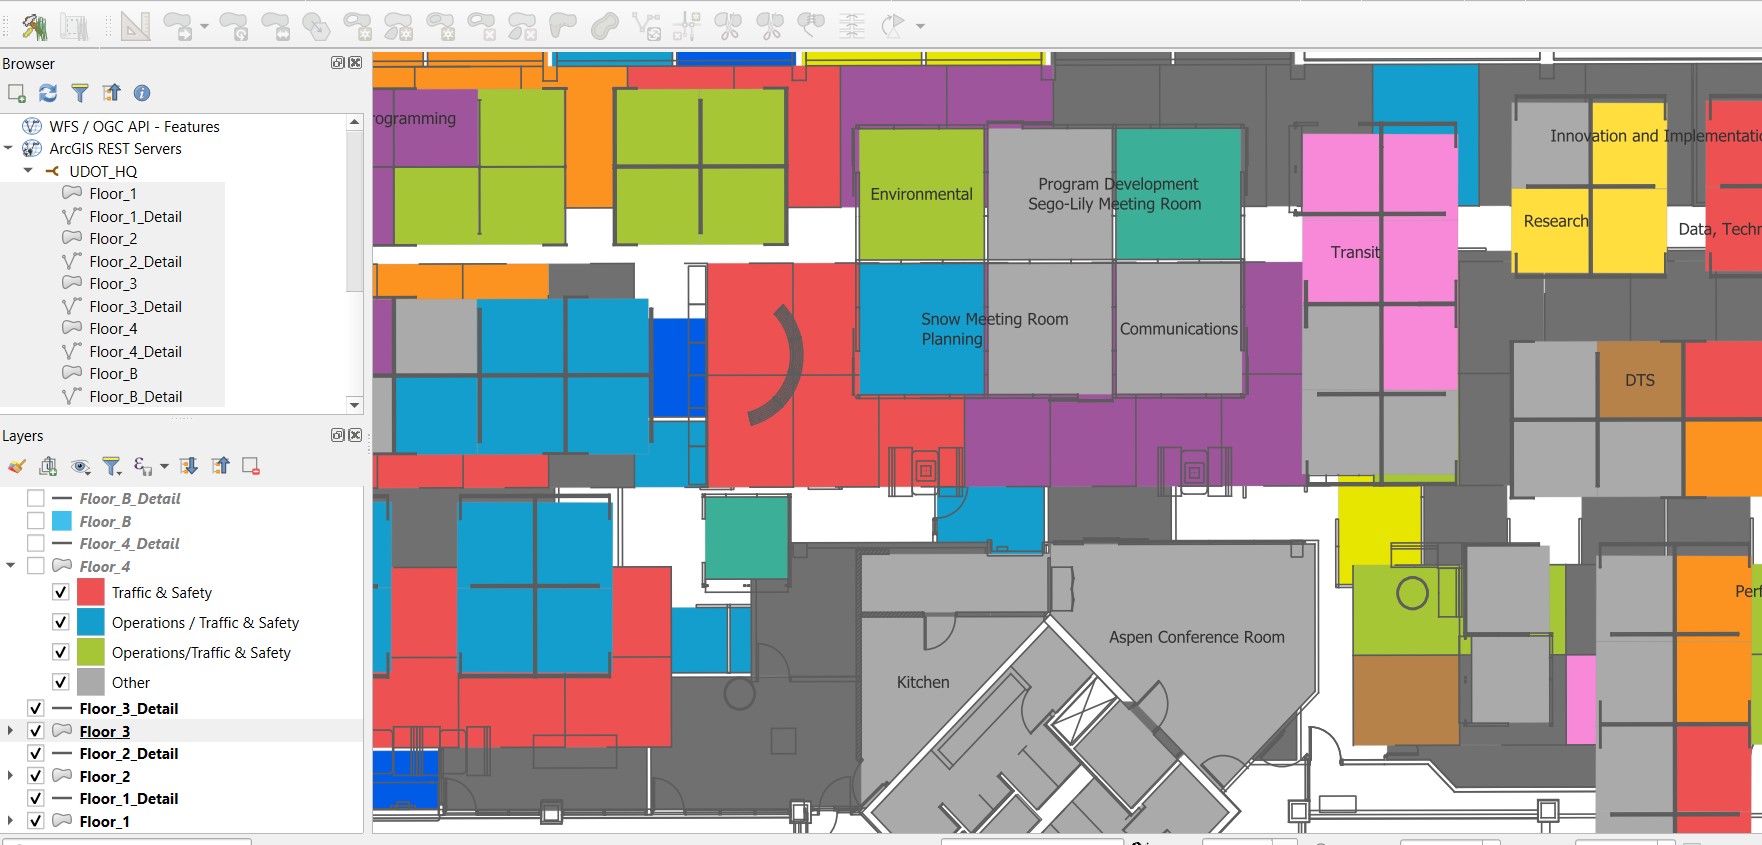 Browser
WFS / OGC API - Features
ArcGIS REST Servers
UDOT_HQ
Floor_1
Floor_1_Detail
Floor_2
Floor_2_Detail
Floor_3
Floor_3_Detail
Floor_4
Floor_4_Detail
Floor_B
Floor_B_Detail
Layers
Floor_B_Detail
Floor_B
Floor_4_Detail
Floor_4
Traffic & Safety
Operations / Traffic & Safety
Operations/Traffic & Safety
Other
Floor_3_Detail
Floor_3
Floor_2_Detail
Floor_2
Floor_1_Detail
Floor_1
ogramming
Environmental
Program Development
Sego-Lily Meeting Room
Innovation and Implementatio
Research
Data, Techn
Transit
Snow Meeting Room
Planning
Communications
DTS
Aspen Conference Room
Kitchen
Perf